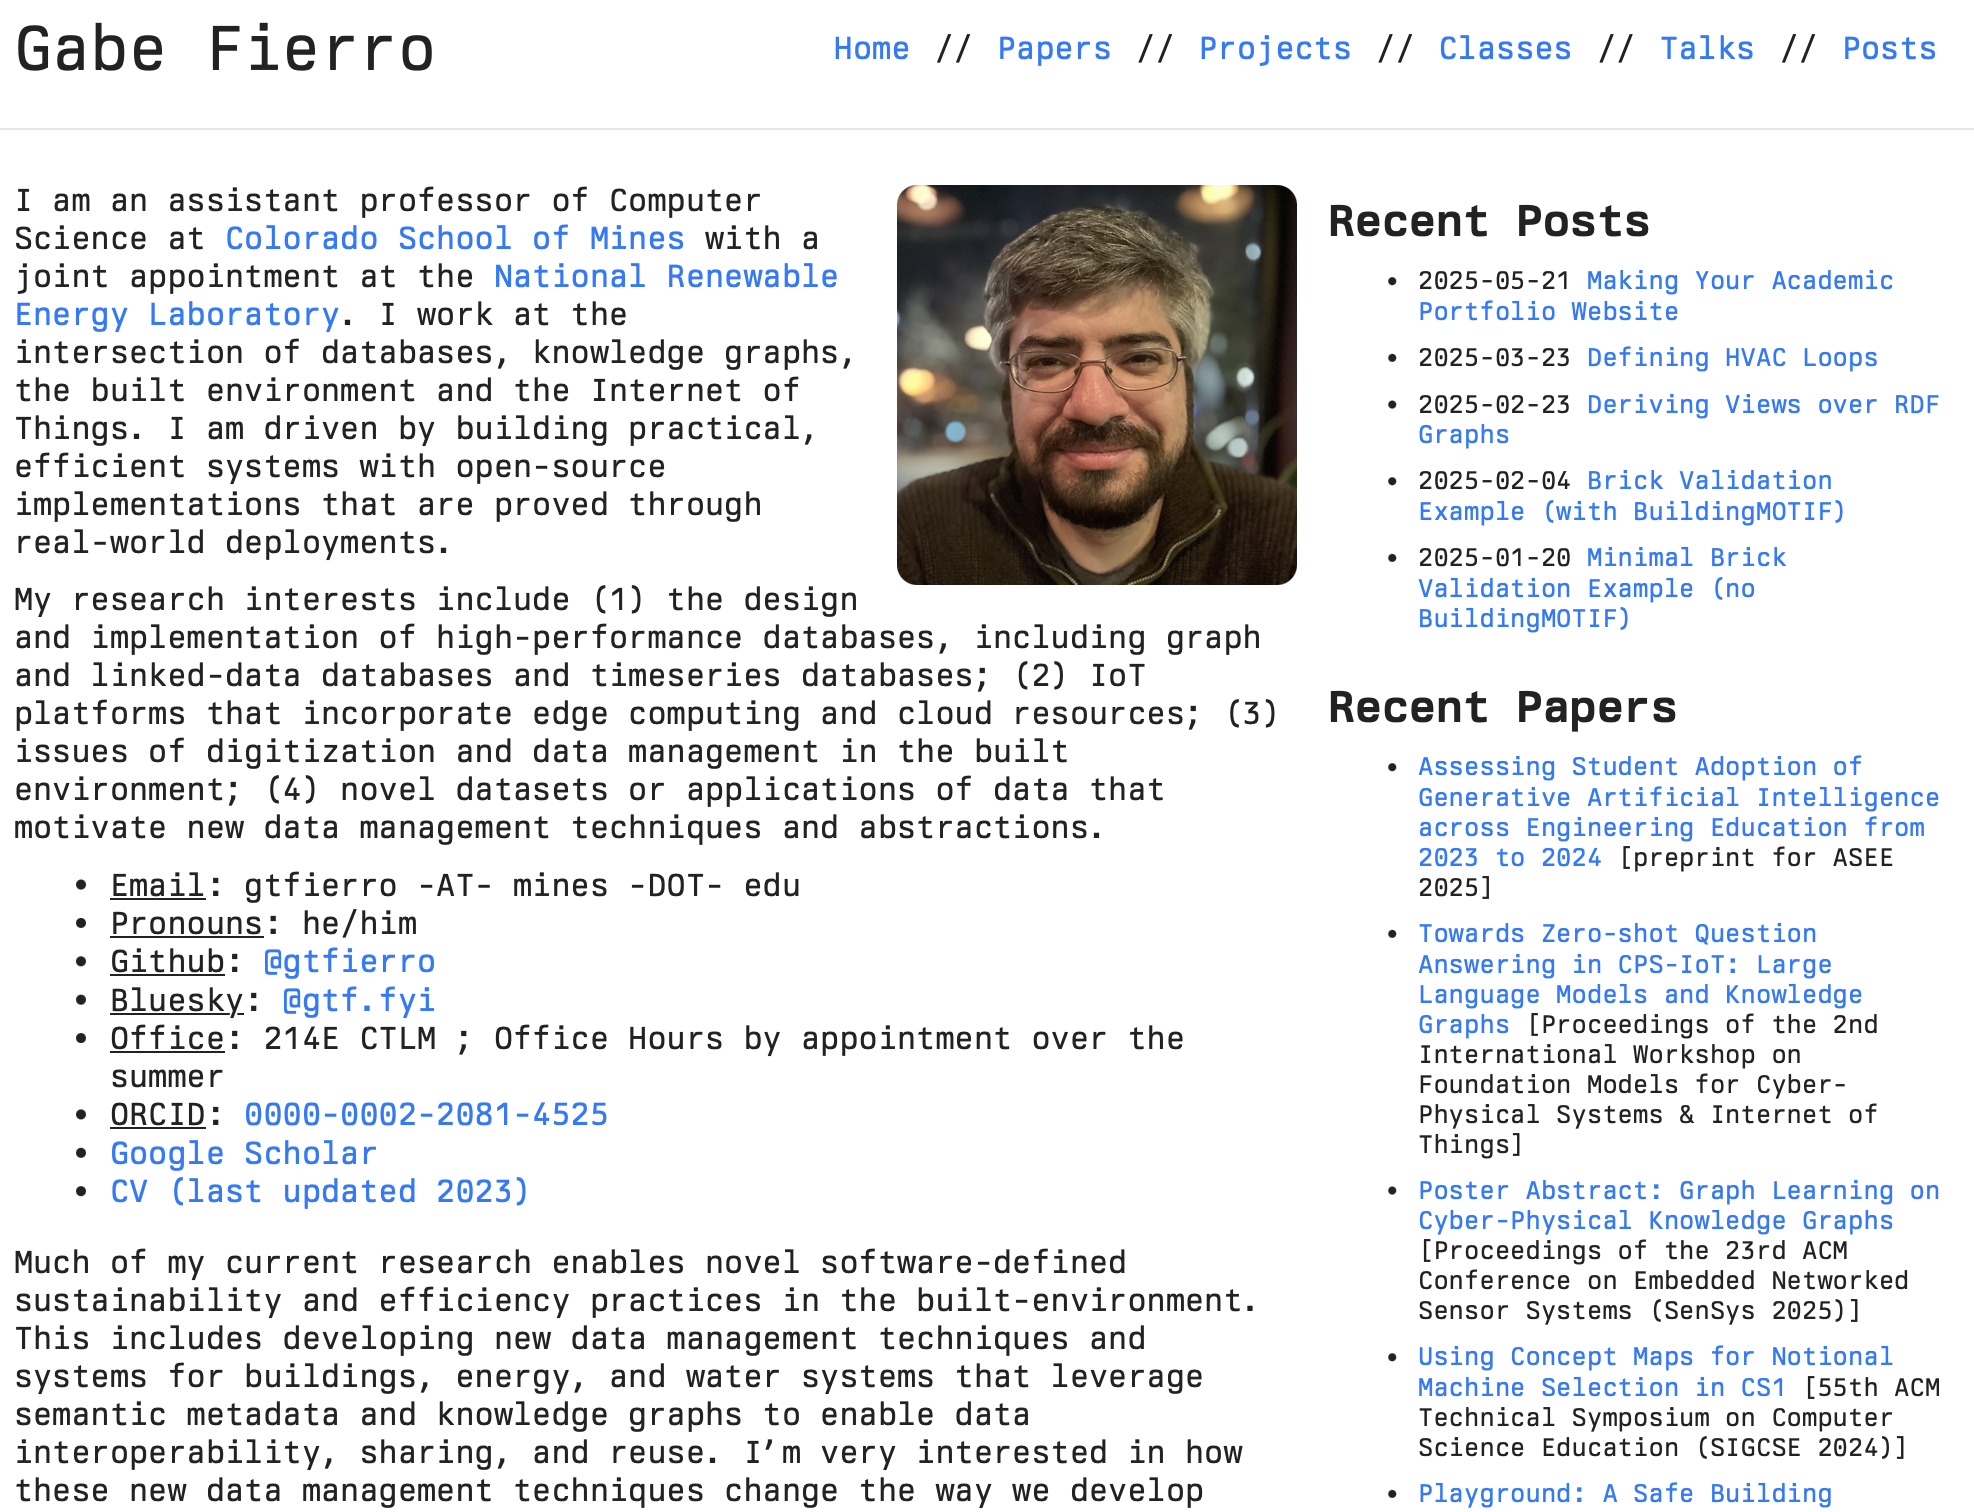 Gabe Fierro
Home // Papers // Projects // Classes // Talks // Posts
I am an assistant professor of Computer
Science at Colorado School of Mines with a
joint appointment at the National Renewable
Energy Laboratory. I work at the
intersection of databases, knowledge graphs,
the built environment and the Internet of
Things. I am driven by building practical,
efficient systems with open-source
implementations that are proved through
real-world deployments.
My research interests include (1) the design
and implementation of high-performance databases, including graph
and linked-data databases and timeseries databases; (2) IoT
platforms that incorporate edge computing and cloud resources; (3)
issues of digitization and data management in the built
environment; (4) novel datasets or applications of data that
motivate new data management techniques and abstractions.
• Email: gtfierro -AT- mines -DOT- edu
• Pronouns: he/him
• Github: @gtfierro
• Bluesky: @gtf.fyi
• Office: 214E CTLM ; Office Hours by appointment over the
summer
• ORCID: 0000-0002-2081-4525
• Google Scholar
• CV (last updated 2023)
Much of my current research enables novel software-defined
sustainability and efficiency practices in the built-environment.
This includes developing new data management techniques and
systems for buildings, energy, and water systems that leverage
semantic metadata and knowledge graphs to enable data
interoperability, sharing, and reuse. I’m very interested in how
these new data management techniques change the way we develop
Recent Posts
• 2025-05-21 Making Your Academic
Portfolio Website
• 2025-03-23 Defining HVAC Loops
• 2025-02-23 Deriving Views over RDF
Graphs
• 2025-02-04 Brick Validation
Example (with BuildingMOTIF)
• 2025-01-20 Minimal Brick
Validation Example (no
BuildingMOTIF)
Recent Papers
• Assessing Student Adoption of
Generative Artificial Intelligence
across Engineering Education from
2023 to 2024 [preprint for ASEE
2025]
• Towards Zero-shot Question
Answering in CPS-IoT: Large
Language Models and Knowledge
Graphs [Proceedings of the 2nd
International Workshop on
Foundation Models for Cyber-
Physical Systems & Internet of
Things]
• Poster Abstract: Graph Learning on
Cyber-Physical Knowledge Graphs
[Proceedings of the 23rd ACM
Conference on Embedded Networked
Sensor Systems (SenSys 2025)]
• Using Concept Maps for Notional
Machine Selection in CS1 [55th ACM
Technical Symposium on Computer
Science Education (SIGCSE 2024)]
• Playground: A Safe Building